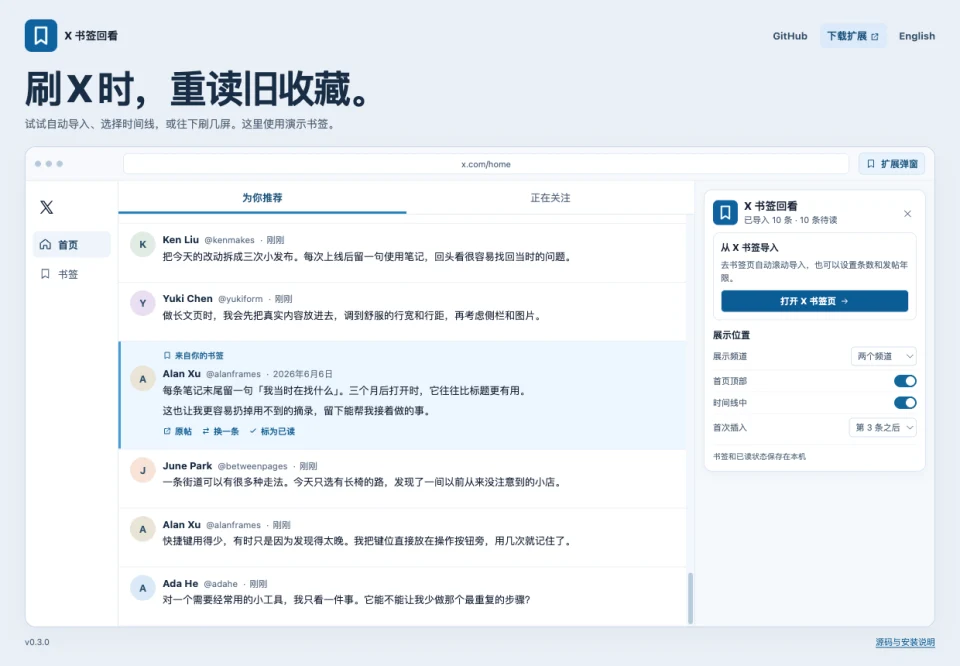 X 书签回看
GitHub
下载扩展
English
刷 X 时，重读旧收藏。
试试自动导入、选择时间线，或往下刷几屏。这里使用演示书签。
x.com/home
扩展弹窗
首页
书签
为你推荐
正在关注
K
Ken Liu @kenmakes · 刚刚
把今天的改动拆成三次小发布。每次上线后留一句使用笔记，回头看很容易找回当时的问题。
Y
Yuki Chen @yukiform · 刚刚
做长文页时，我会先把真实内容放进去，调到舒服的行宽和行距，再考虑侧栏和图片。
来自你的书签
A
Alan Xu @alanframes · 2026年6月6日
每条笔记末尾留一句「我当时在找什么」。三个月后打开时，它往往比标题更有用。
这也让我更容易扔掉用不到的摘录，留下能帮我接着做的事。
原帖 换一条 标为已读
J
June Park @betweenpages · 刚刚
一条街道可以有很多种走法。今天只选有长椅的路，发现了一间以前从来没注意到的小店。
A
Alan Xu @alanframes · 刚刚
快捷键用得少，有时只是因为发现得太晚。我把键位直接放在操作按钮旁，用几次就记住了。
A
Ada He @adahe · 刚刚
对一个需要经常用的小工具，我只看一件事。它能不能让我少做那个最重复的步骤？
X 书签回看
已导入 10 条 · 10 条待读
从 X 书签导入
去书签页自动滚动导入，也可以设置条数和发帖年
限。
打开 X 书签页 →
展示位置
展示频道
两个频道
首页顶部
时间线中
首次插入
第 3 条之后
书签和已读状态保存在本机
v0.3.0
源码与安装说明